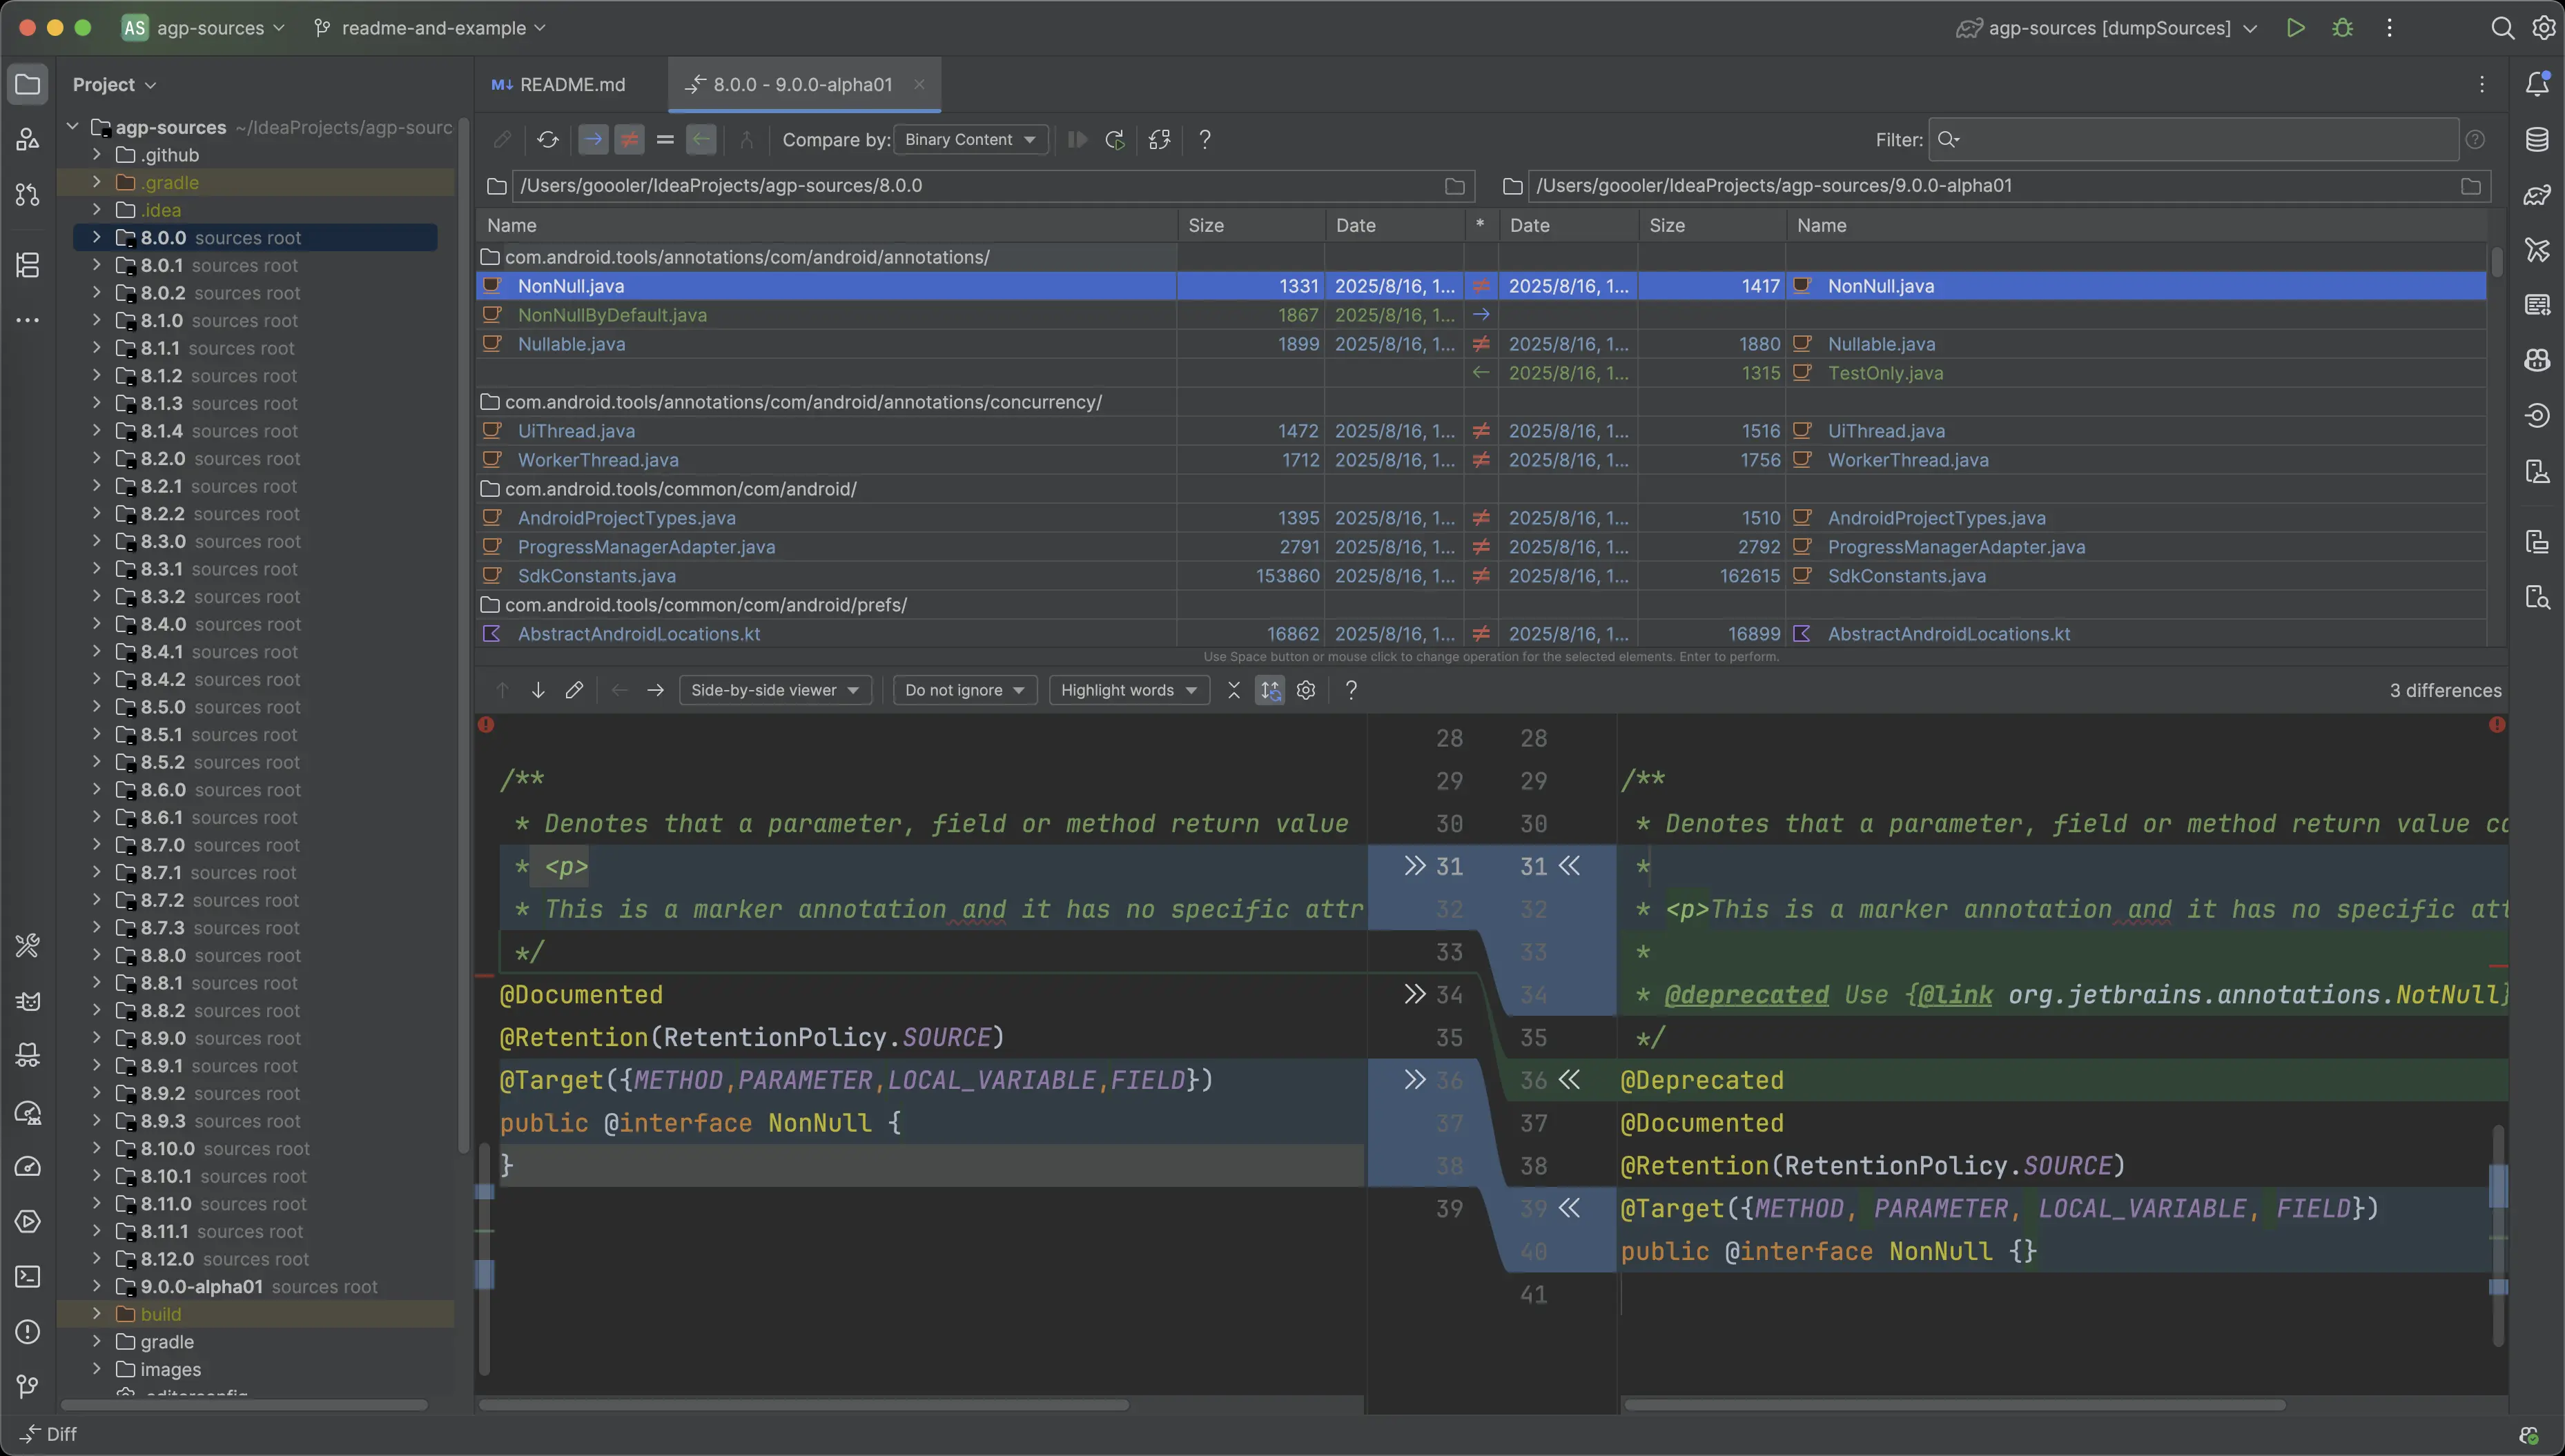 AS agp-sources readme-and-example agp-sources [dumpSources]
Project
M↓ README.md 8.0.0 - 9.0.0-alpha01
Compare by: Binary Content ? Filter:
/Users/goooler/IdeaProjects/agp-sources/8.0.0 /Users/goooler/IdeaProjects/agp-sources/9.0.0-alpha01
agp-sources ~/IdeaProjects/agp-sourc
.github
.gradle
.idea
8.0.0 sources root
8.0.1 sources root
8.0.2 sources root
8.1.0 sources root
8.1.1 sources root
8.1.2 sources root
8.1.3 sources root
8.1.4 sources root
8.2.0 sources root
8.2.1 sources root
8.2.2 sources root
8.3.0 sources root
8.3.1 sources root
8.3.2 sources root
8.4.0 sources root
8.4.1 sources root
8.4.2 sources root
8.5.0 sources root
8.5.1 sources root
8.5.2 sources root
8.6.0 sources root
8.6.1 sources root
8.7.0 sources root
8.7.1 sources root
8.7.2 sources root
8.7.3 sources root
8.8.0 sources root
8.8.1 sources root
8.8.2 sources root
8.9.0 sources root
8.9.1 sources root
8.9.2 sources root
8.9.3 sources root
8.10.0 sources root
8.10.1 sources root
8.11.0 sources root
8.11.1 sources root
8.12.0 sources root
9.0.0-alpha01 sources root
build
gradle
images
Name Size Date * Date Size Name
com.android.tools/annotations/com/android/annotations/
NonNull.java 1331 2025/8/16, 1... ≠ 2025/8/16, 1... 1417 NonNull.java
NonNullByDefault.java 1867 2025/8/16, 1... →
Nullable.java 1899 2025/8/16, 1... ≠ 2025/8/16, 1... 1880 Nullable.java
← 2025/8/16, 1... 1315 TestOnly.java
com.android.tools/annotations/com/android/annotations/concurrency/
UiThread.java 1472 2025/8/16, 1... ≠ 2025/8/16, 1... 1516 UiThread.java
WorkerThread.java 1712 2025/8/16, 1... ≠ 2025/8/16, 1... 1756 WorkerThread.java
com.android.tools/common/com/android/
AndroidProjectTypes.java 1395 2025/8/16, 1... ≠ 2025/8/16, 1... 1510 AndroidProjectTypes.java
ProgressManagerAdapter.java 2791 2025/8/16, 1... ≠ 2025/8/16, 1... 2792 ProgressManagerAdapter.java
SdkConstants.java 153860 2025/8/16, 1... ≠ 2025/8/16, 1... 162615 SdkConstants.java
com.android.tools/common/com/android/prefs/
AbstractAndroidLocations.kt 16862 2025/8/16, 1... ≠ 2025/8/16, 1... 16899 AbstractAndroidLocations.kt
Use Space button or mouse click to change operation for the selected elements. Enter to perform.
Side-by-side viewer Do not ignore Highlight words ? 3 differences
28 28
/** 29 29 /**
* Denotes that a parameter, field or method return value 30 30 * Denotes that a parameter, field or method return value ca
* <p> 31 31 *
* This is a marker annotation and it has no specific attr 32 32 * <p>This is a marker annotation and it has no specific att
*/ 33 33 *
@Documented 34 34 * @deprecated Use {@link org.jetbrains.annotations.NotNull}
@Retention(RetentionPolicy.SOURCE) 35 35 */
@Target({METHOD,PARAMETER,LOCAL_VARIABLE,FIELD}) 36 36 @Deprecated
public @interface NonNull { 37 37 @Documented
} 38 38 @Retention(RetentionPolicy.SOURCE)
39 39 @Target({METHOD, PARAMETER, LOCAL_VARIABLE, FIELD})
40 public @interface NonNull {}
41
Diff